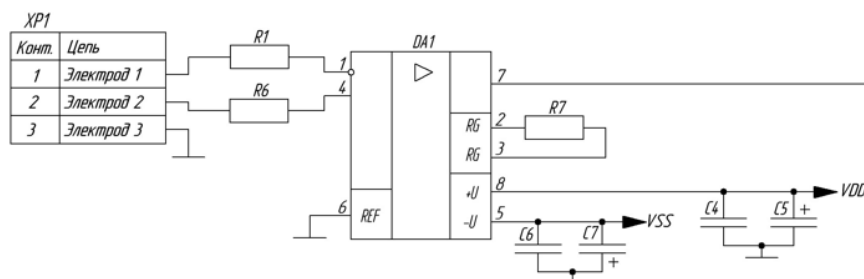 XP1
Конт. Цепь
1 Электрод 1
2 Электрод 2
3 Электрод 3
R1
R6
DA1
1
4
6
REF
RG
RG
+U
-U
7
2
3
8
5
R7
VDD
VSS
C4
C5
+
C6
C7
+